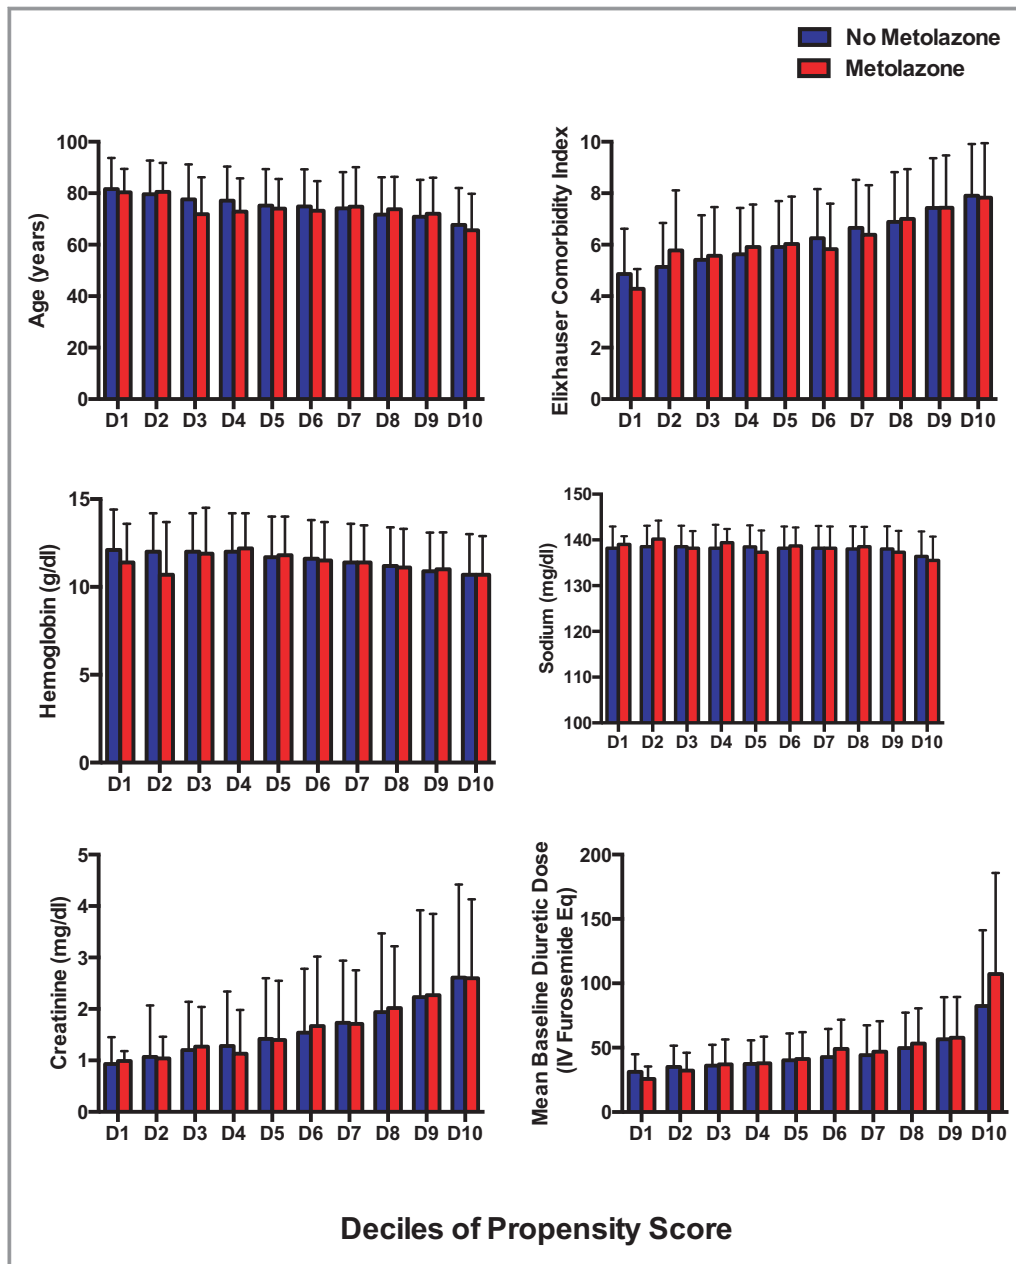 No Metolazone
Metolazone
Age (years)
100
80
60
40
20
0
D1 D2 D3 D4 D5 D6 D7 D8 D9 D10
Elixhauser Comorbidity Index
10
8
6
4
2
0
D1 D2 D3 D4 D5 D6 D7 D8 D9 D10
Hemoglobin (g/dl)
15
10
5
0
D1 D2 D3 D4 D5 D6 D7 D8 D9 D10
Sodium (mg/dl)
150
140
130
120
110
100
D1 D2 D3 D4 D5 D6 D7 D8 D9 D10
Creatinine (mg/dl)
5
4
3
2
1
0
D1 D2 D3 D4 D5 D6 D7 D8 D9 D10
Mean Baseline Diuretic Dose
(IV Furosemide Eq)
200
150
100
50
0
D1 D2 D3 D4 D5 D6 D7 D8 D9 D10
Deciles of Propensity Score